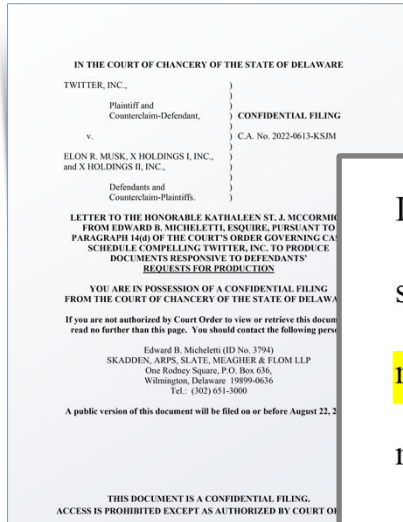 IN THE COURT OF CHANCERY OF THE STATE OF DELAWARE
TWITTER, INC., )
)
Plaintiff and )
Counterclaim-Defendant, ) CONFIDENTIAL FILING
)
v. ) C.A. No. 2022-0613-KSJM
)
ELON R. MUSK, X HOLDINGS I, INC., )
and X HOLDINGS II, INC., )
)
Defendants and )
Counterclaim-Plaintiffs. )
LETTER TO THE HONORABLE KATHALEEN ST. J. MCCORMIC
FROM EDWARD B. MICHELETTI, ESQUIRE, PURSUANT TO
PARAGRAPH 14(d) OF THE COURT'S ORDER GOVERNING CA
SCHEDULE COMPELLING TWITTER, INC. TO PRODUCE
DOCUMENTS RESPONSIVE TO DEFENDANTS'
REQUESTS FOR PRODUCTION
YOU ARE IN POSSESSION OF A CONFIDENTIAL FILING
FROM THE COURT OF CHANCERY OF THE STATE OF DELAWA
If you are not authorized by Court Order to view or retrieve this docum
read no further than this page. You should contact the following perso
Edward B. Micheletti (ID No. 3794)
SKADDEN, ARPS, SLATE, MEAGHER & FLOM LLP
One Rodney Square, P.O. Box 636,
Wilmington, Delaware 19899-0636
Tel.: (302) 651-3000
A public version of this document will be filed on or before August 22, 2
THIS DOCUMENT IS A CONFIDENTIAL FILING.
ACCESS IS PROHIBITED EXCEPT AS AUTHORIZED BY COURT O